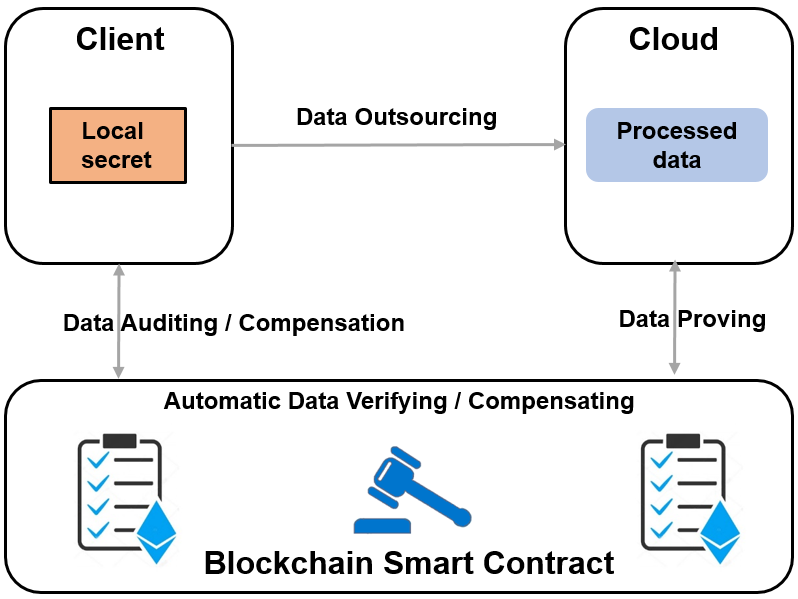 Client
Cloud
Local
secret
Data Outsourcing
Processed
data
Data Auditing / Compensation
Data Proving
Automatic Data Verifying / Compensating
Blockchain Smart Contract